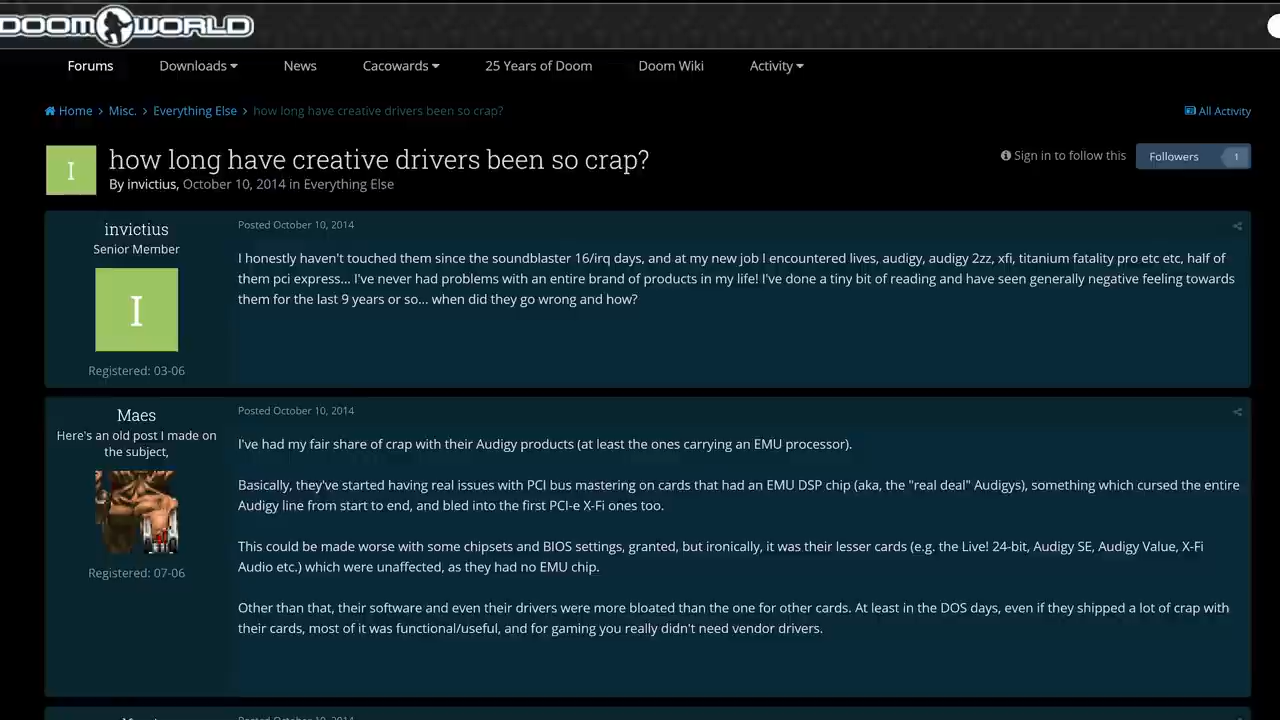 DOOMWORLD
Forums Downloads News Cacowards 25 Years of Doom Doom Wiki Activity
Home > Misc. > Everything Else > how long have creative drivers been so crap?
All Activity
I
how long have creative drivers been so crap?
By invictius, October 10, 2014 in Everything Else
Sign in to follow this
Followers 1
invictius
Senior Member
I
Registered: 03-06
Posted October 10, 2014
I honestly haven't touched them since the soundblaster 16/irq days, and at my new job I encountered lives, audigy, audigy 2zz, xfi, titanium fatality pro etc etc, half of
them pci express... I've never had problems with an entire brand of products in my life! I've done a tiny bit of reading and have seen generally negative feeling towards
them for the last 9 years or so... when did they go wrong and how?
Maes
Here's an old post I made on
the subject,
Registered: 07-06
Posted October 10, 2014
I've had my fair share of crap with their Audigy products (at least the ones carrying an EMU processor).
Basically, they've started having real issues with PCI bus mastering on cards that had an EMU DSP chip (aka, the "real deal" Audigys), something which cursed the entire
Audigy line from start to end, and bled into the first PCI-e X-Fi ones too.
This could be made worse with some chipsets and BIOS settings, granted, but ironically, it was their lesser cards (e.g. the Live! 24-bit, Audigy SE, Audigy Value, X-Fi
Audio etc.) which were unaffected, as they had no EMU chip.
Other than that, their software and even their drivers were more bloated than the one for other cards. At least in the DOS days, even if they shipped a lot of crap with
their cards, most of it was functional/useful, and for gaming you really didn't need vendor drivers.
Posted October 10, 2014